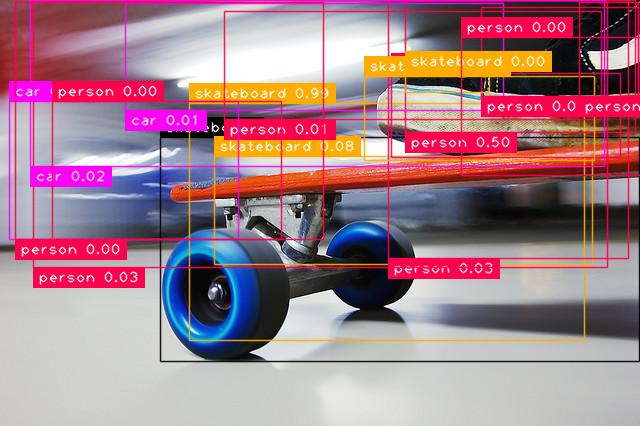 person 0.00
skateboard 0.00
skat
car
person 0.00
skateboard 0.99
person 0.0
person
car 0.01
person 0.01
person 0.50
skateboard 0.08
car 0.02
person 0.00
person 0.03
person 0.03